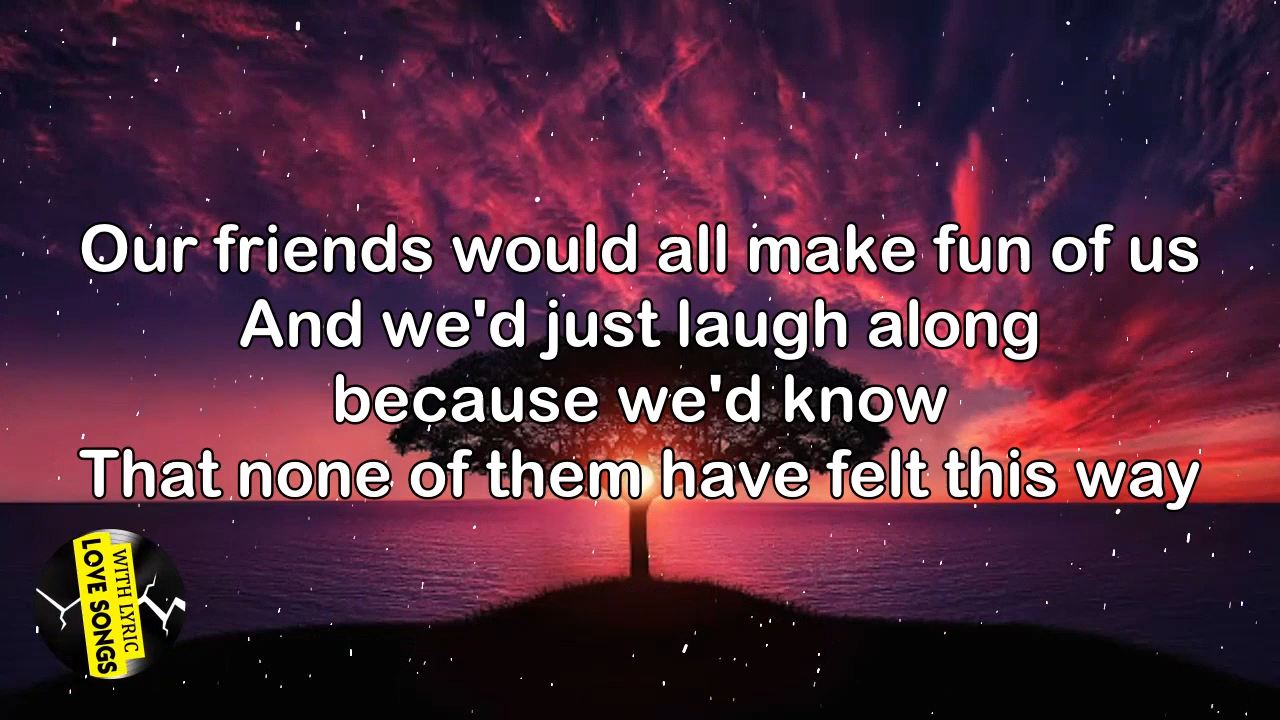 Our friends would all make fun of us
And we'd just laugh along
because we'd know
That none of them have felt this way
WITH LYRIC
LOVE SONGS